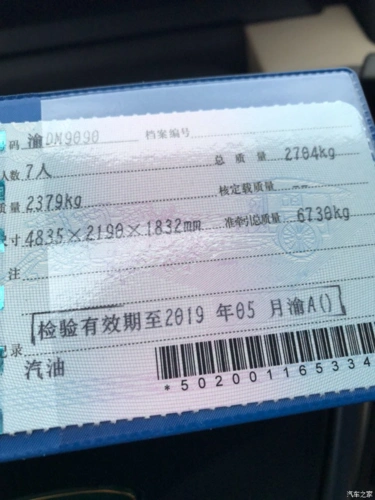 码 渝DN9090 档案编号
人数 7人 总质量 2704kg
质量 2379kg 核定载质量 --
尺寸 4835×2190×1832mm 准牵引总质量 6730kg
注
检验有效期至2019年05月渝A()
记录
汽油
*502001165334
汽车之家